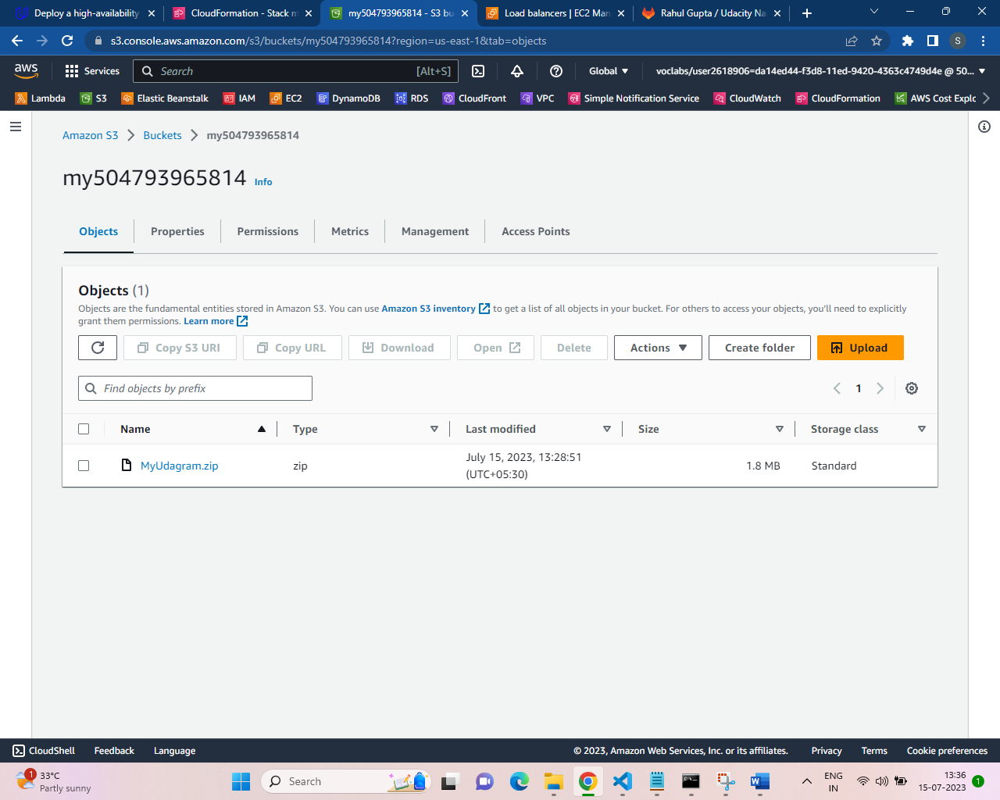 Deploy a high-availability
CloudFormation - Stack m
my504793965814 - S3 bu
Load balancers | EC2 Man
Rahul Gupta / Udacity Na
s3.console.aws.amazon.com/s3/buckets/my504793965814?region=us-east-1&tab=objects
S
aws
Services
Search
[Alt+S]
Global
voclabs/user2618906=da14ed44-f3d8-11ed-9420-4363c4749d4e @ 50...
Lambda
S3
Elastic Beanstalk
IAM
EC2
DynamoDB
RDS
CloudFront
VPC
Simple Notification Service
CloudWatch
CloudFormation
AWS Cost Explo
Amazon S3
Buckets
my504793965814
my504793965814 Info
Objects
Properties
Permissions
Metrics
Management
Access Points
Objects (1)
Objects are the fundamental entities stored in Amazon S3. You can use Amazon S3 inventory to get a list of all objects in your bucket. For others to access your objects, you'll need to explicitly
grant them permissions. Learn more
Copy S3 URI
Copy URL
Download
Open
Delete
Actions
Create folder
Upload
Find objects by prefix
1
Name
Type
Last modified
Size
Storage class
MyUdagram.zip
zip
July 15, 2023, 13:28:51
(UTC+05:30)
1.8 MB
Standard
CloudShell
Feedback
Language
© 2023, Amazon Web Services, Inc. or its affiliates.
Privacy
Terms
Cookie preferences
1
33°C
Partly sunny
Search
ENG
IN
13:36
15-07-2023
1